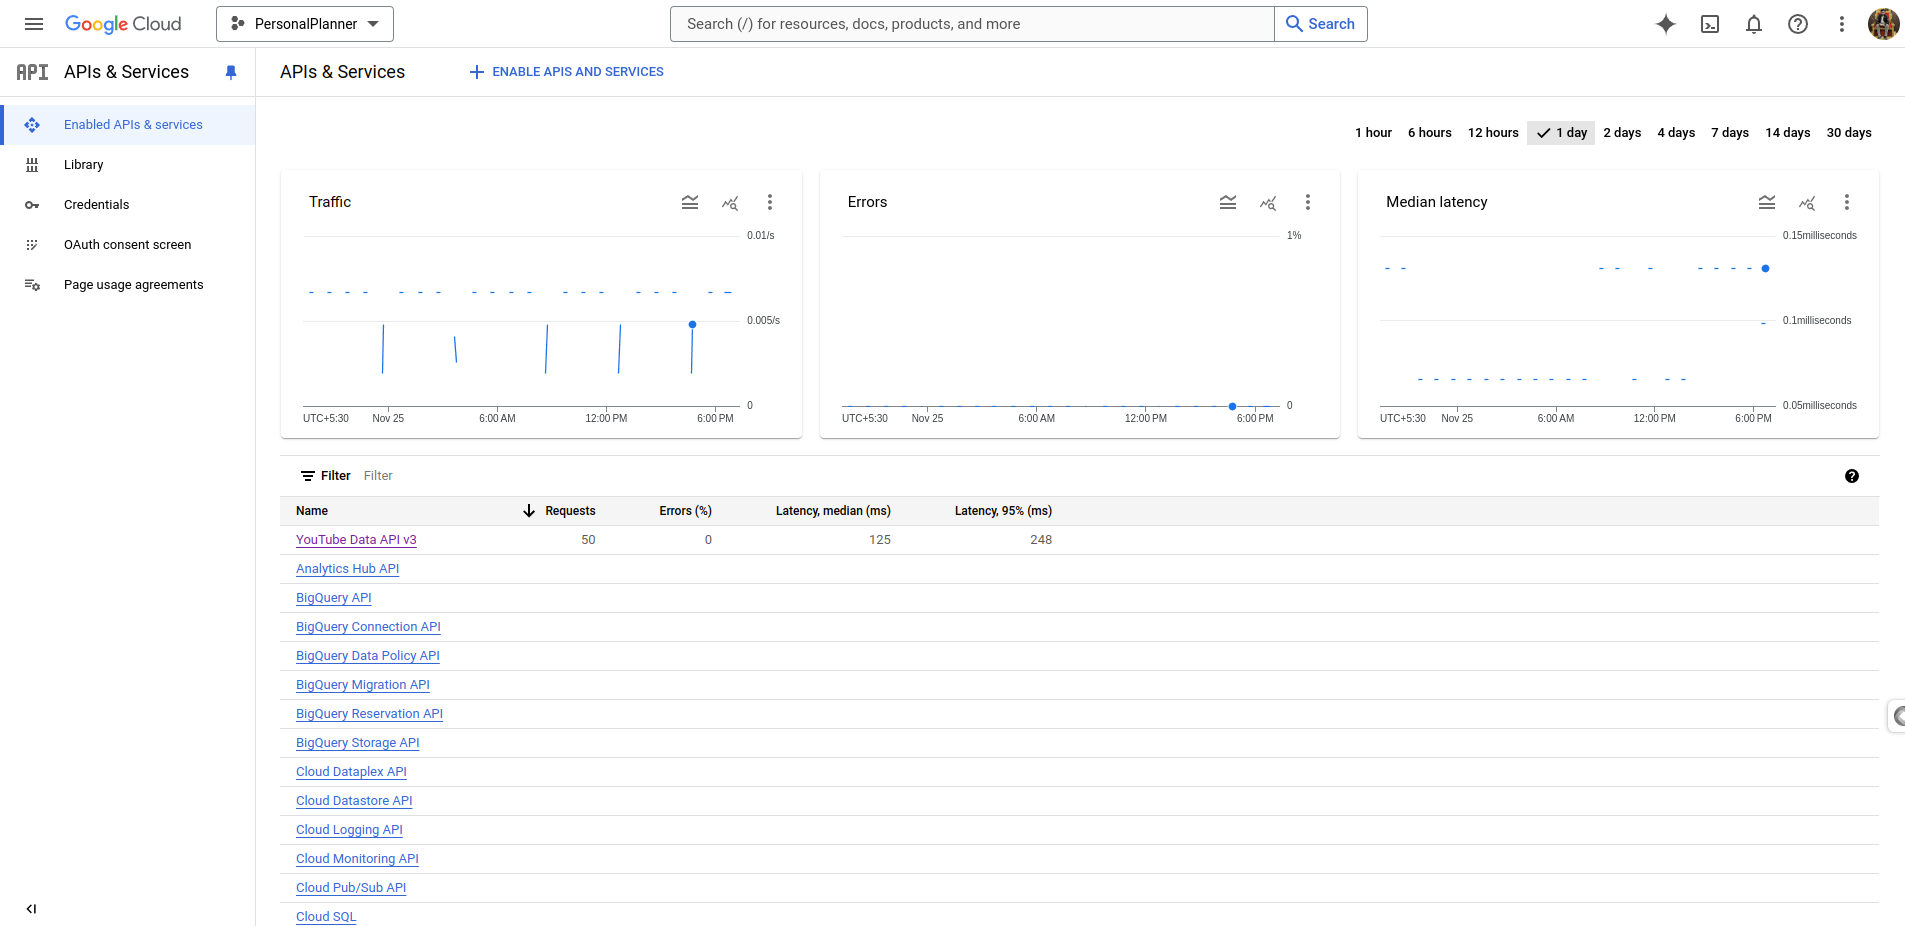 Google Cloud
PersonalPlanner
Search (/) for resources, docs, products, and more
Search
API APIs & Services
APIs & Services
ENABLE APIS AND SERVICES
Enabled APIs & services
Library
Credentials
OAuth consent screen
Page usage agreements
1 hour 6 hours 12 hours 1 day 2 days 4 days 7 days 14 days 30 days
Traffic
0.01/s
0.005/s
0
UTC+5:30 Nov 25 6:00 AM 12:00 PM 6:00 PM
Errors
1%
0
UTC+5:30 Nov 25 6:00 AM 12:00 PM 6:00 PM
Median latency
0.15milliseconds
0.1milliseconds
0.05milliseconds
UTC+5:30 Nov 25 6:00 AM 12:00 PM 6:00 PM
Filter Filter
Name Requests Errors (%) Latency, median (ms) Latency, 95% (ms)
YouTube Data API v3 50 0 125 248
Analytics Hub API
BigQuery API
BigQuery Connection API
BigQuery Data Policy API
BigQuery Migration API
BigQuery Reservation API
BigQuery Storage API
Cloud Dataplex API
Cloud Datastore API
Cloud Logging API
Cloud Monitoring API
Cloud Pub/Sub API
Cloud SQL